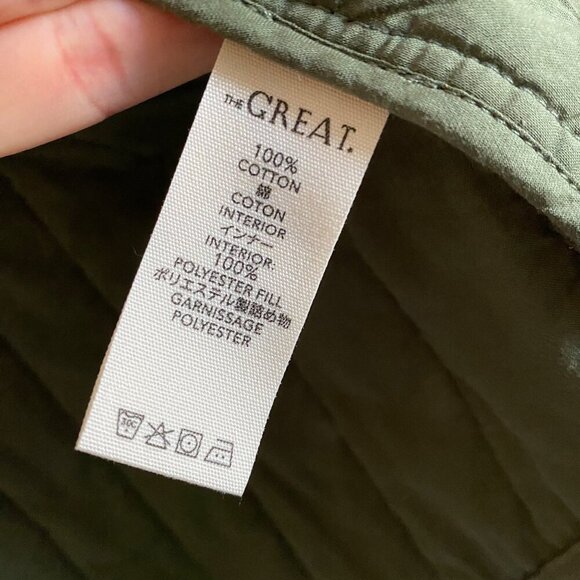 THE GREAT.
100%
COTTON
綿
COTON
INTERIOR
インナー
INTERIOR:
100%
POLYESTER FILL
ポリエステル製詰め物
GARNISSAGE
POLYESTER
30C